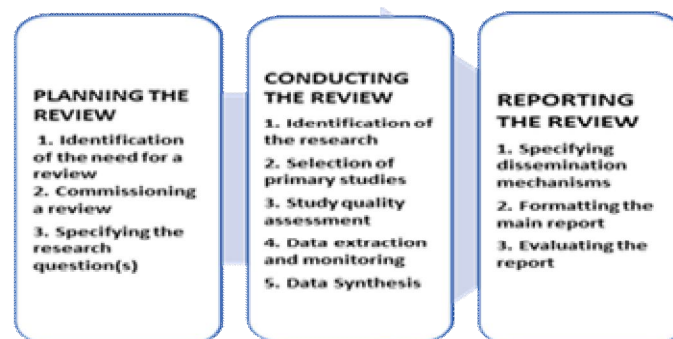 PLANNING THE
REVIEW
1. Identification
of the need for a
review
2. Commissioning
a review
3. Specifying the
research
question(s)
CONDUCTING
THE REVIEW
1. Identification of
the research
2. Selection of
primary studies
3. Study quality
assessment
4. Data extraction
and monitoring
5. Data Synthesis
REPORTING
THE REVIEW
1. Specifying
dissemination
mechanisms
2. Formatting the
main report
3. Evaluating the
report